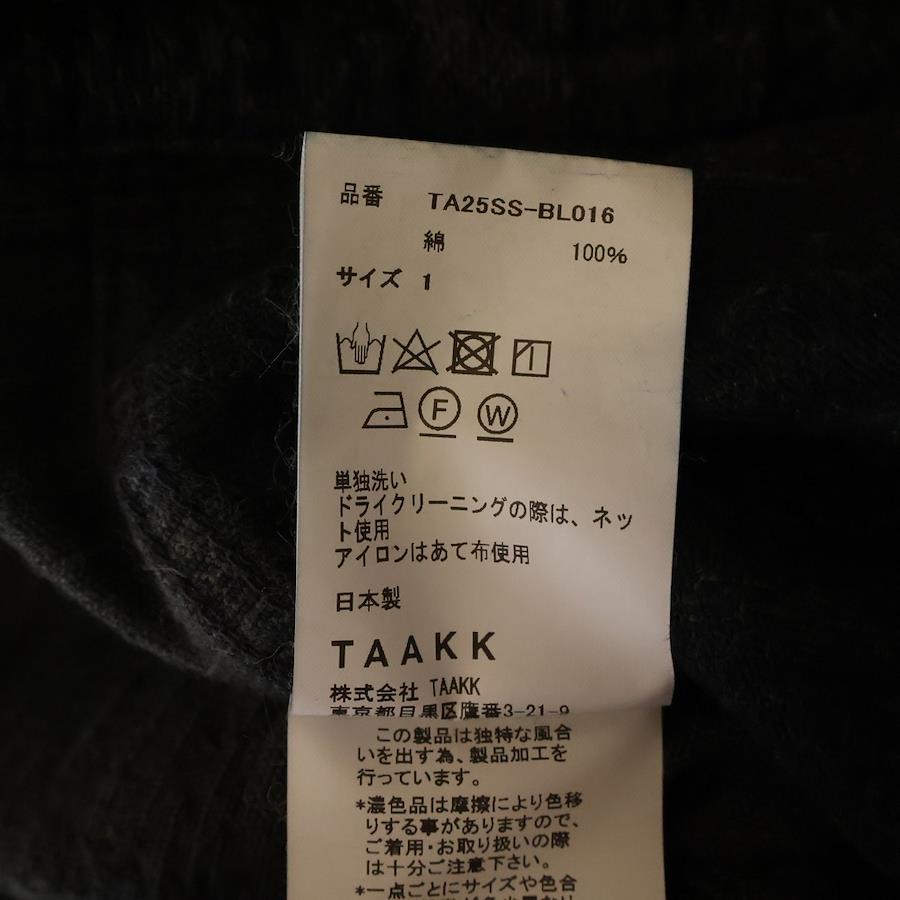 品番 TA25SS-BL016
綿 100%
サイズ 1
F W
単独洗い
ドライクリーニングの際は、ネッ
ト使用
アイロンはあて布使用
日本製
TAAKK
株式会社 TAAKK
東京都目黒区鷹番3-21-9
この製品は独特な風合
いを出す為、製品加工を
行っています。
*濃色品は摩擦により色移
りする事がありますので、
ご着用・お取り扱いの際
は十分ご注意下さい。
*一点ごとにサイズや色合